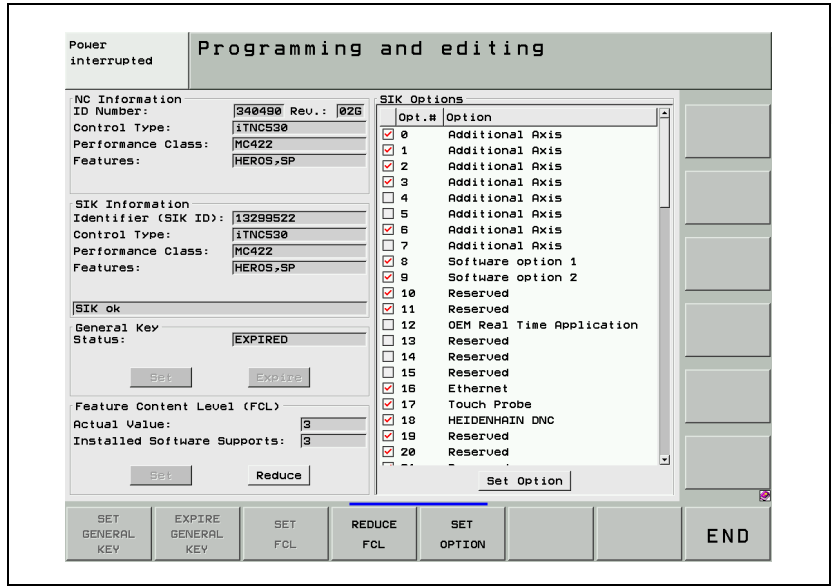 Power
interrupted
Programming and editing
NC Information
ID Number: 340490 Rev.: 02G
Control Type: iTNC530
Performance Class: MC422
Features: HEROS,SP
SIK Information
Identifier (SIK ID): 13299522
Control Type: iTNC530
Performance Class: MC422
Features: HEROS,SP
SIK ok
General Key
Status: EXPIRED
Set Expire
Feature Content Level (FCL)
Actual Value: 3
Installed Software Supports: 3
Set Reduce
SIK Options
Opt.# Option
0 Additional Axis
1 Additional Axis
2 Additional Axis
3 Additional Axis
4 Additional Axis
5 Additional Axis
6 Additional Axis
7 Additional Axis
8 Software option 1
9 Software option 2
10 Reserved
11 Reserved
12 OEM Real Time Application
13 Reserved
14 Reserved
15 Reserved
16 Ethernet
17 Touch Probe
18 HEIDENHAIN DNC
19 Reserved
20 Reserved
Set Option
SET
GENERAL
KEY
EXPIRE
GENERAL
KEY
SET
FCL
REDUCE
FCL
SET
OPTION
END